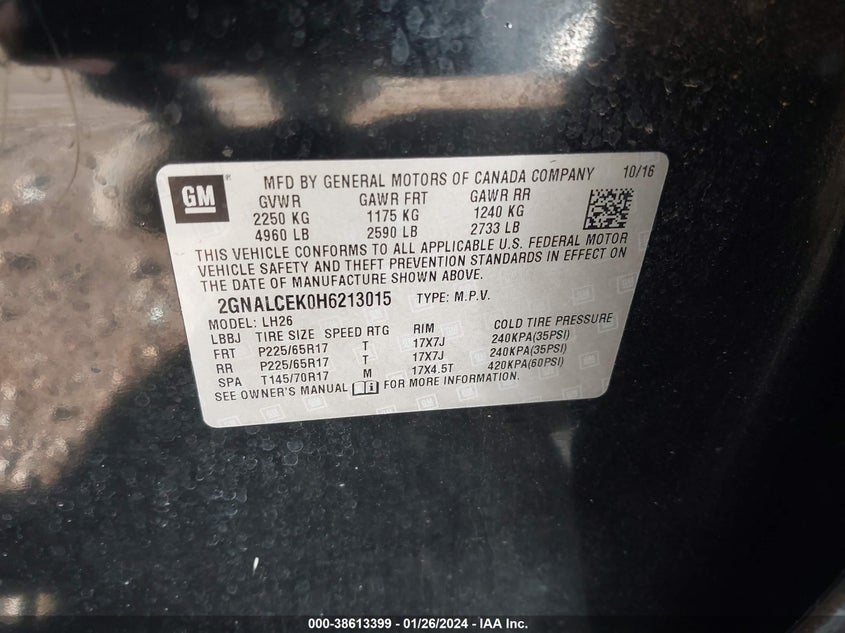 GM ® MFD BY GENERAL MOTORS OF CANADA COMPANY 10/16
GVWR GAWR FRT GAWR RR
2250 KG 1175 KG 1240 KG
4960 LB 2590 LB 2733 LB
THIS VEHICLE CONFORMS TO ALL APPLICABLE U.S. FEDERAL MOTOR
VEHICLE SAFETY AND THEFT PREVENTION STANDARDS IN EFFECT ON
THE DATE OF MANUFACTURE SHOWN ABOVE.
2GNALCEK0H6213015 TYPE: M.P.V.
MODEL: LH26
LBBJ TIRE SIZE SPEED RTG RIM COLD TIRE PRESSURE
FRT P225/65R17 T 17X7J 240KPA(35PSI)
RR P225/65R17 T 17X7J 240KPA(35PSI)
SPA T145/70R17 M 17X4.5T 420KPA(60PSI)
SEE OWNER'S MANUAL FOR MORE INFORMATION.
000-38613399 - 01/26/2024 - IAA Inc.